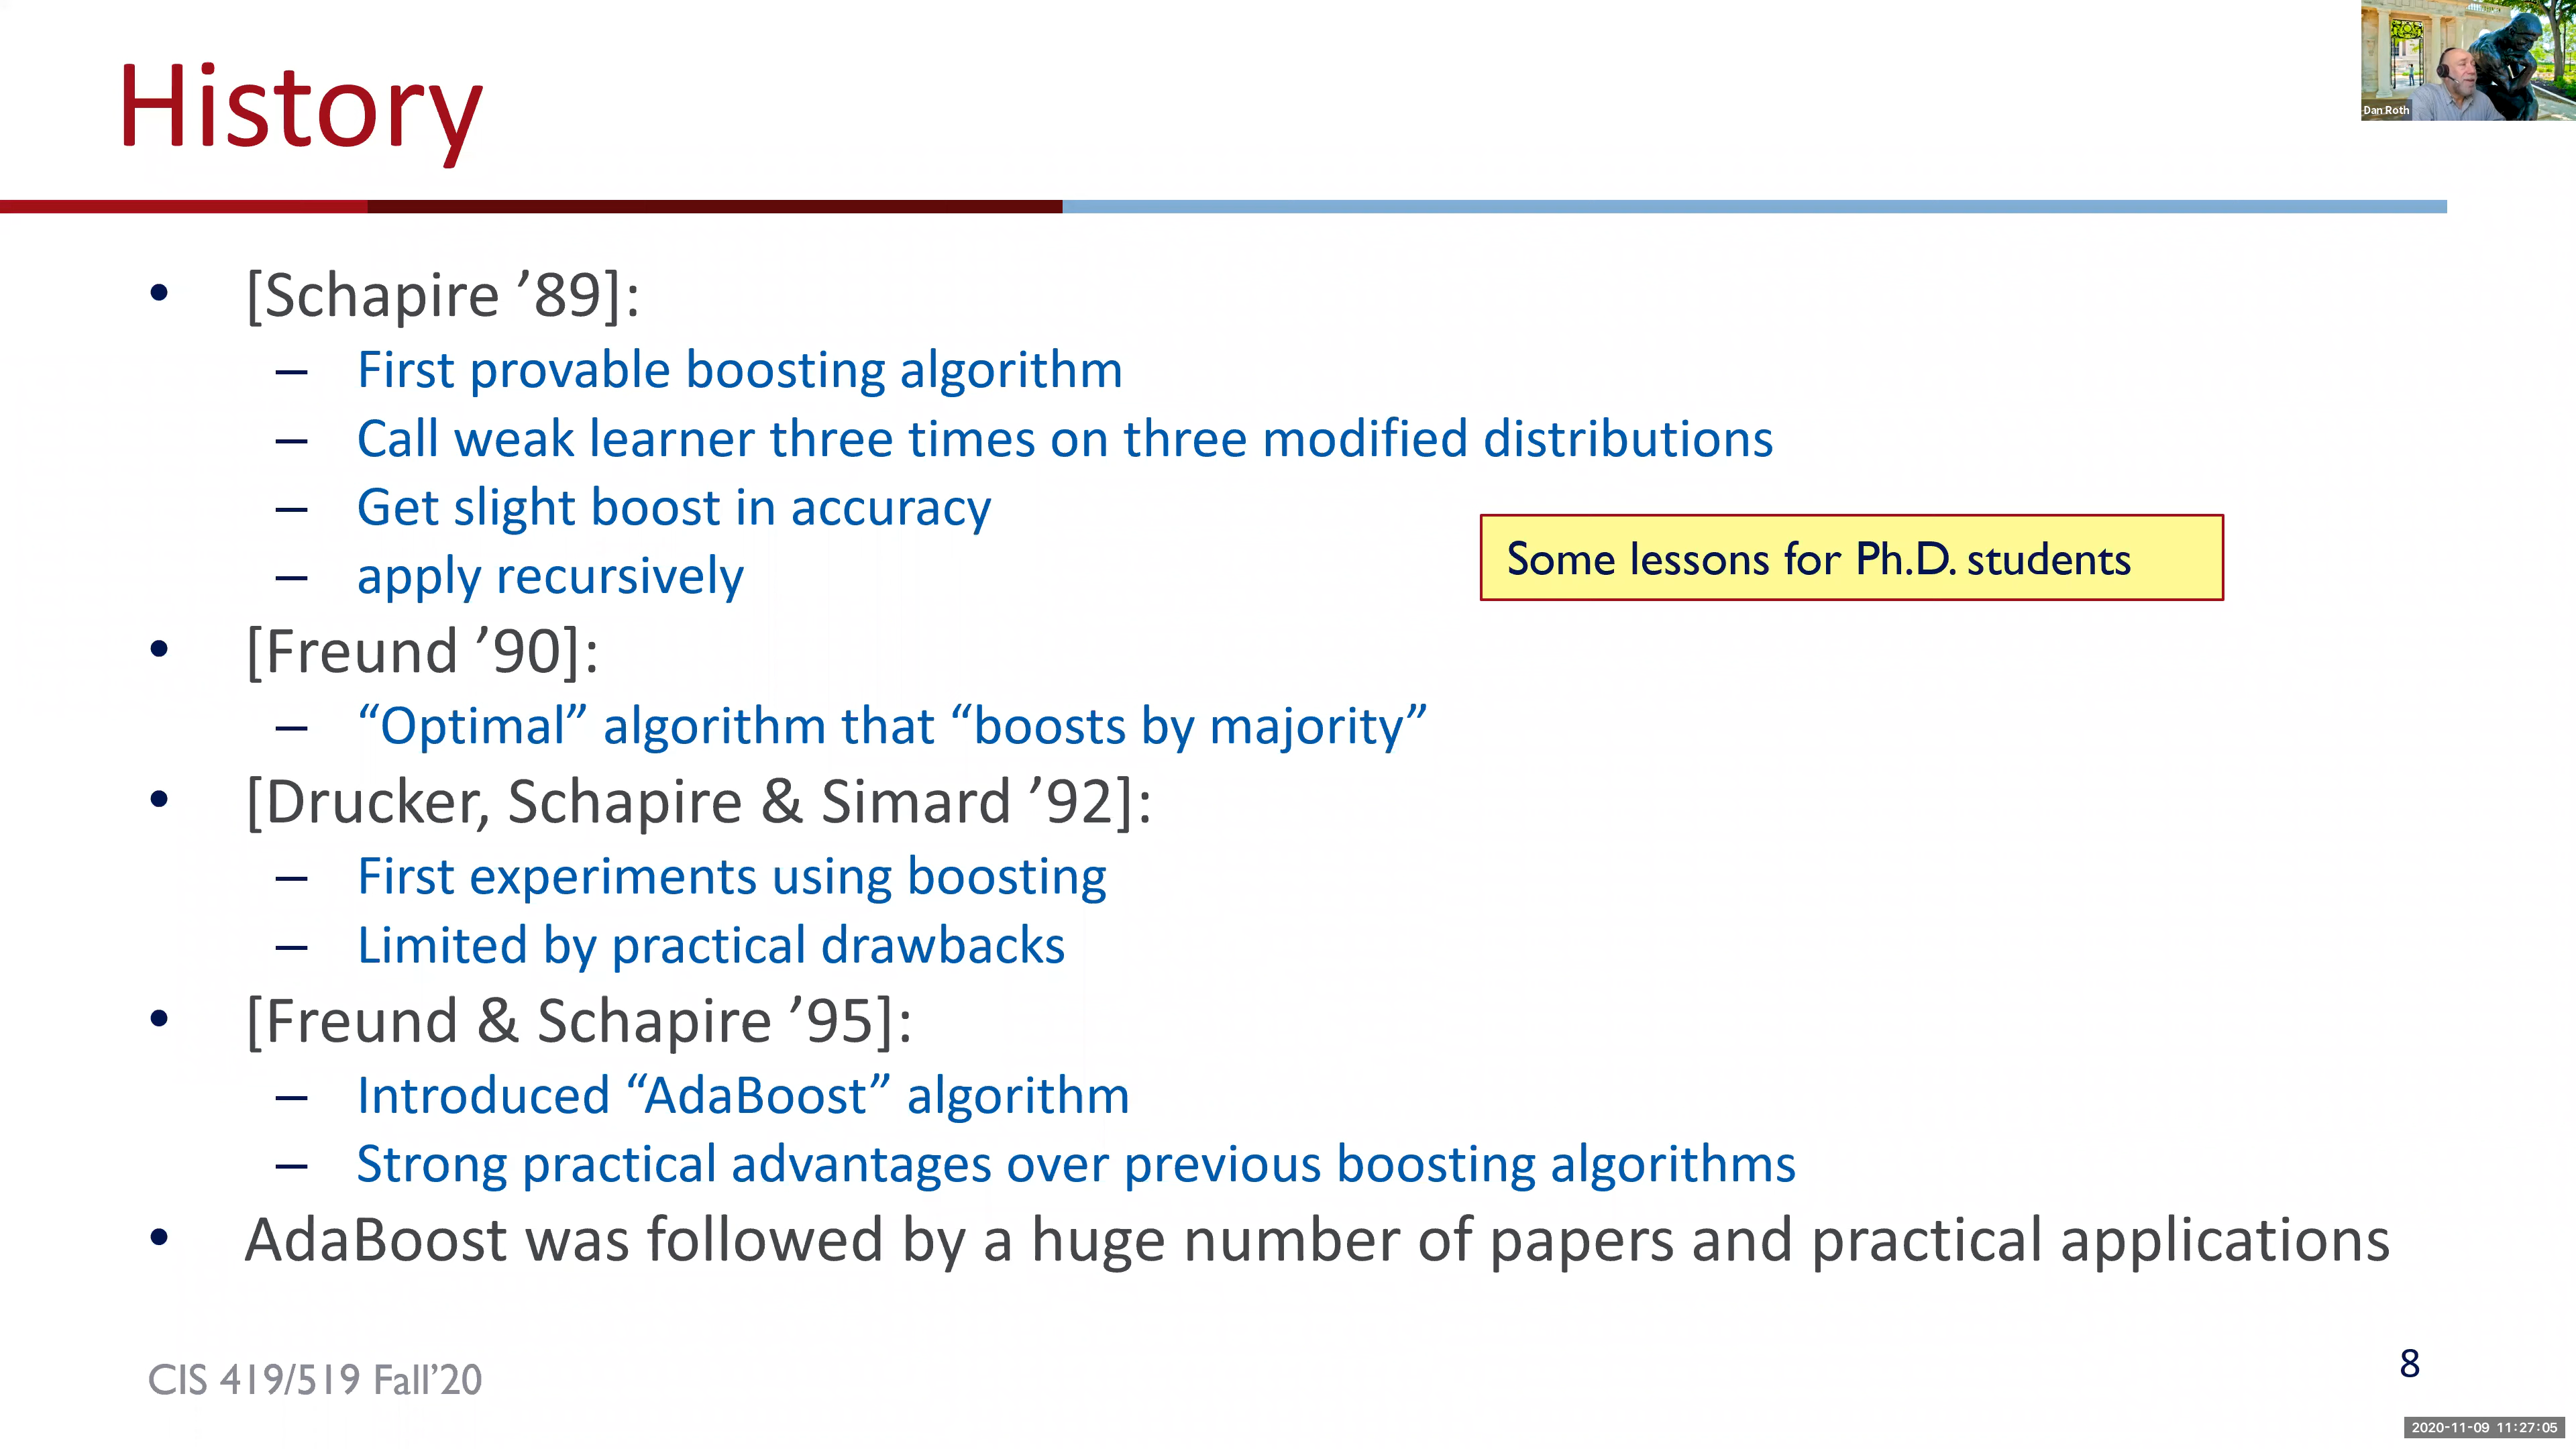 History
Dan Roth
• [Schapire ’89]:
– First provable boosting algorithm
– Call weak learner three times on three modified distributions
– Get slight boost in accuracy
– apply recursively
Some lessons for Ph.D. students
• [Freund ’90]:
– “Optimal” algorithm that “boosts by majority”
• [Drucker, Schapire & Simard ’92]:
– First experiments using boosting
– Limited by practical drawbacks
• [Freund & Schapire ’95]:
– Introduced “AdaBoost” algorithm
– Strong practical advantages over previous boosting algorithms
• AdaBoost was followed by a huge number of papers and practical applications
CIS 419/519 Fall’20
8
2020-11-09 11:27:05